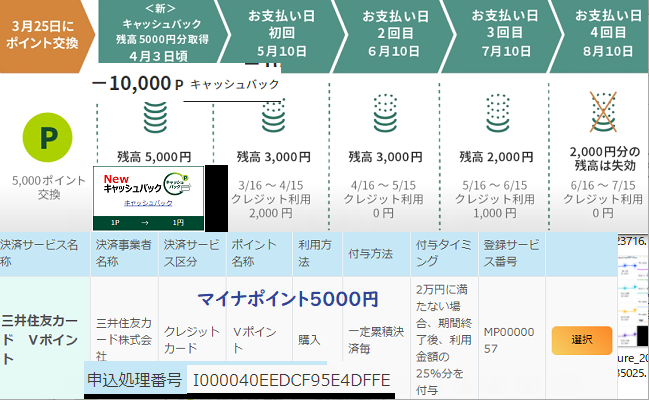 3月25日に
ポイント交換
＜新＞
キャッシュバック
残高5000円分取得
4月3日頃
お支払い日
初回
5月10日
お支払い日
2回目
6月10日
お支払い日
3回目
7月10日
お支払い日
4回目
8月10日
－10,000 P キャッシュバック
P
5,000ポイント
交換
残高 5,000円
New
キャッシュバック
キャッシュバック
1P → 1円
残高 3,000円
3/16 ～ 4/15
クレジット利用
2,000 円
残高 3,000円
4/16 ～ 5/15
クレジット利用
0 円
残高 2,000円
5/16 ～ 6/15
クレジット利用
1,000 円
2,000円分の
残高は失効
6/16 ～ 7/15
クレジット利用
0 円
決済サービス名
称
決済事業者
名称
決済サービ
ス区分
ポイント
名称
利用方
法
付与方法
付与タイミ
ング
登録サービ
ス番号
23716.
マイナポイント5000円
三井住友カー
ド Ｖポイン
ト
三井住友カ
ード株式会
社
クレジット
カード
Ｖポイン
ト
購入
一定累積決
済毎
2万円に満
たない場
合、期間終
了後、利用
金額の
25%分を
付与
MP00000
57
選択
ure_20
35025.
申込処理番号 I000040EEDCF95E4DFFE